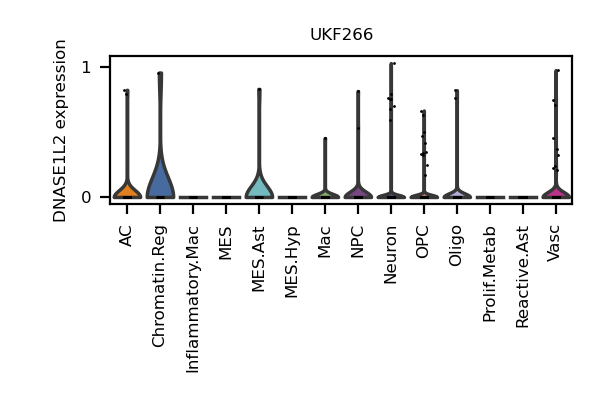 UKF266
DNASE1L2 expression
1
0
AC
Chromatin.Reg
Inflammatory.Mac
MES
MES.Ast
MES.Hyp
Mac
NPC
Neuron
OPC
Oligo
Prolif.Metab
Reactive.Ast
Vasc